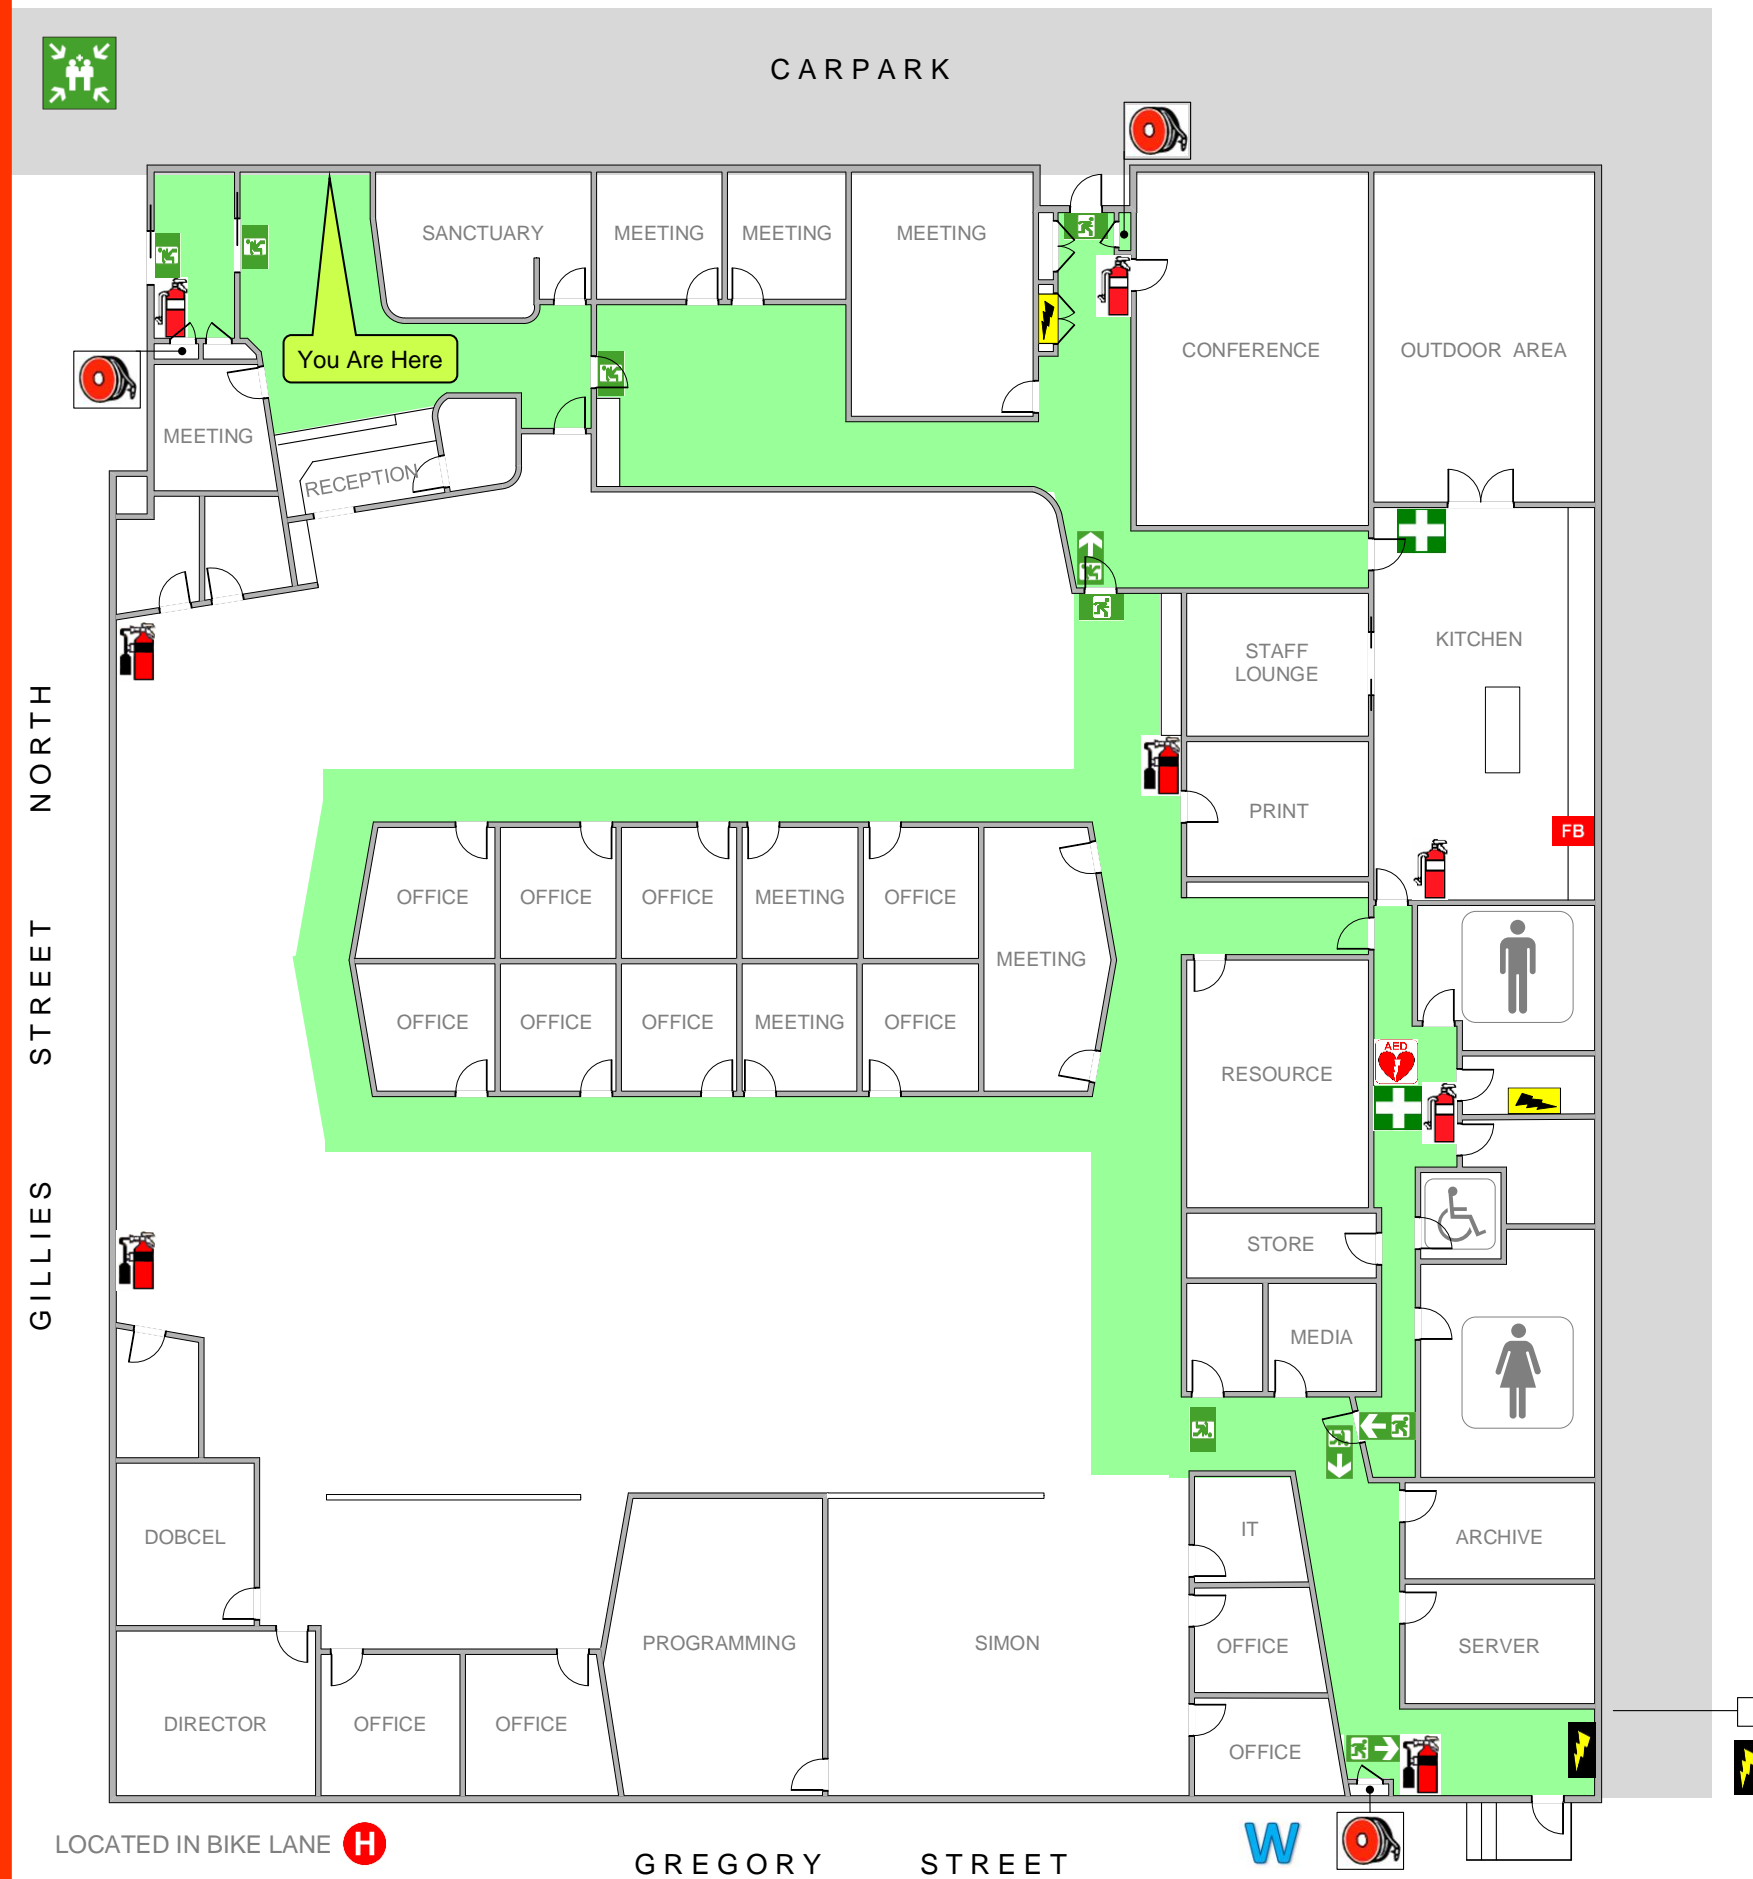 CARPARK
SANCTUARY
MEETING
MEETING
MEETING
You Are Here
CONFERENCE
OUTDOOR AREA
MEETING
RECEPTION
STAFF
LOUNGE
KITCHEN
PRINT
FB
OFFICE
OFFICE
OFFICE
MEETING
OFFICE
MEETING
OFFICE
OFFICE
OFFICE
MEETING
OFFICE
AED
RESOURCE
STORE
MEDIA
GILLIES STREET NORTH
DOBCEL
IT
ARCHIVE
PROGRAMMING
SIMON
OFFICE
SERVER
DIRECTOR
OFFICE
OFFICE
OFFICE
LOCATED IN BIKE LANE H
W
GREGORY STREET